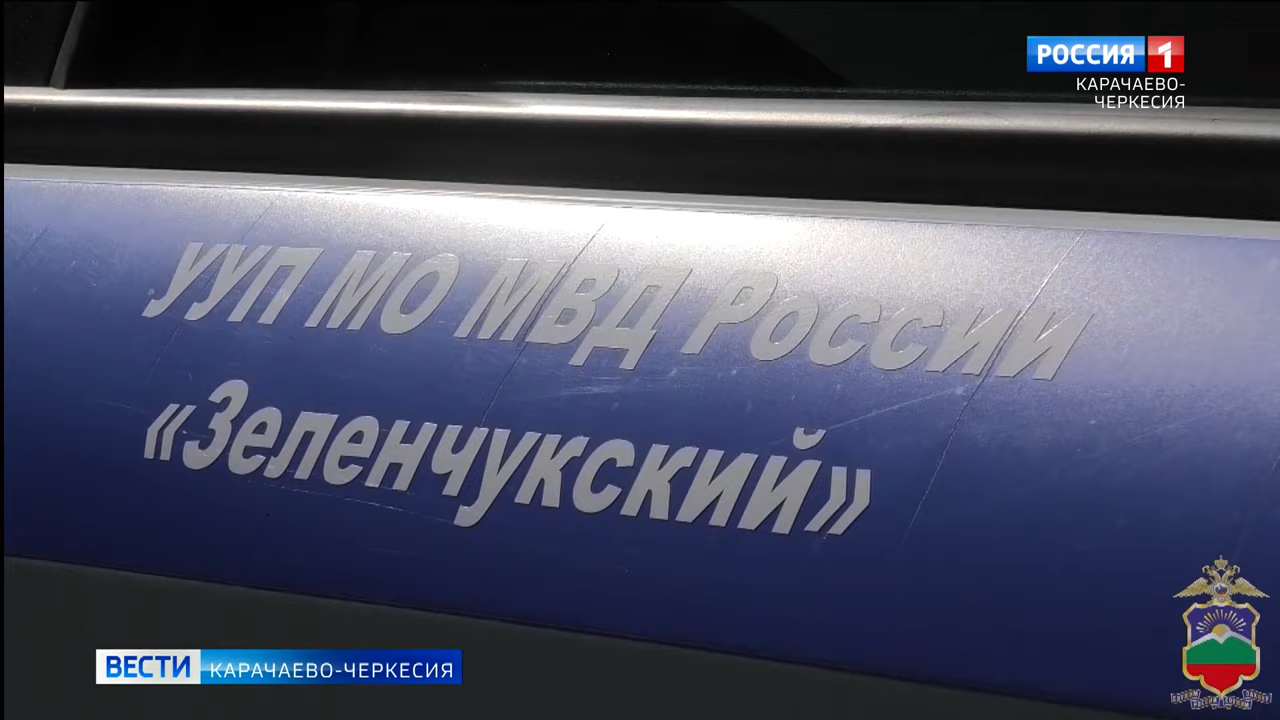 РОССИЯ 1
КАРАЧАЕВО-
ЧЕРКЕСИЯ
УУП МО МВД России
«Зеленчукский»
ВЕСТИ КАРАЧАЕВО-ЧЕРКЕСИЯ